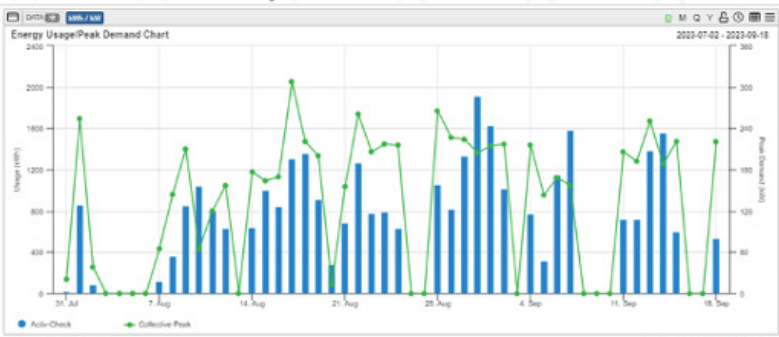 DATA kWh / kW D M Q Y
Energy Usage/Peak Demand Chart 2023-07-02 - 2023-09-18
2400 360
2000 300
1600 240
1200 180
800 120
400 60
0 0
Usage (kWh)
Peak Demand (kW)
31. Jul 7. Aug 14. Aug 21. Aug 28. Aug 4. Sep 11. Sep 18. Sep
Activ-Check Collective Peak